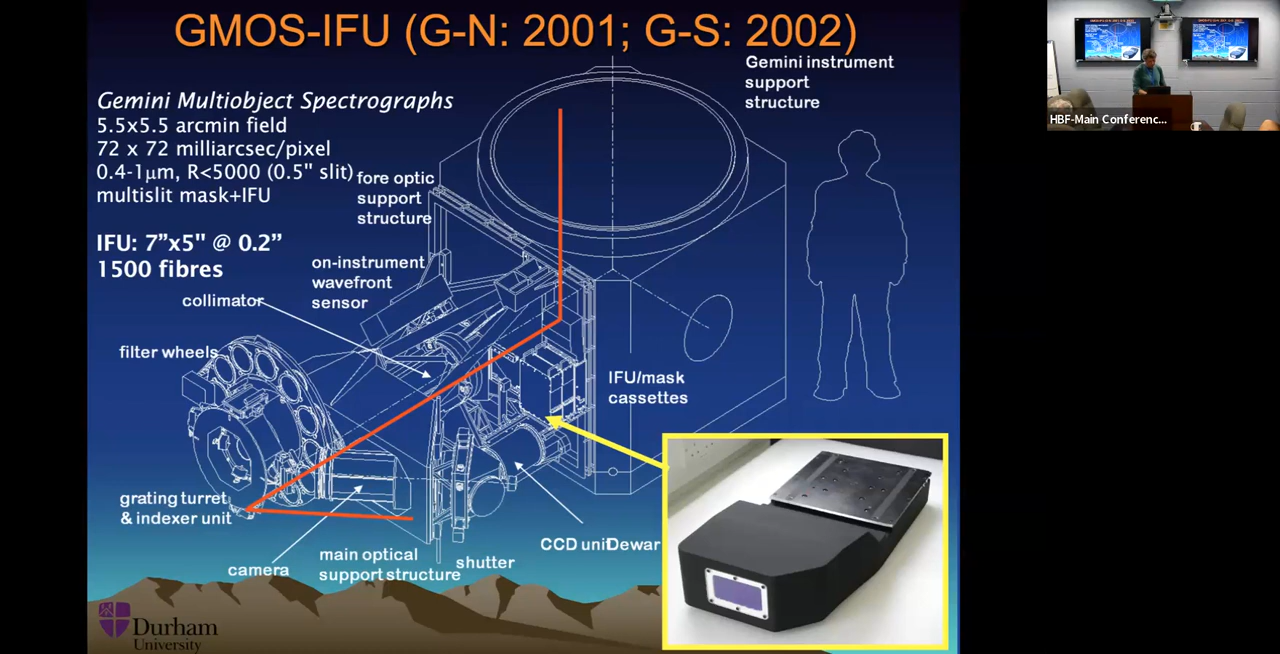 GMOS-IFU (G-N: 2001; G-S: 2002)
Gemini instrument
support
structure
Gemini Multiobject Spectrographs
5.5x5.5 arcmin field
72 x 72 milliarcsec/pixel
0.4-1μm, R<5000 (0.5" slit)
multislit mask+IFU
IFU: 7”x5" @ 0.2”
1500 fibres
fore optic
support
structure
on-instrument
wavefront
sensor
collimator
filter wheels
IFU/mask
cassettes
grating turret
& indexer unit
camera
main optical
support structure
shutter
CCD unit
Dewar
Durham
University
HBF-Main Conferenc...